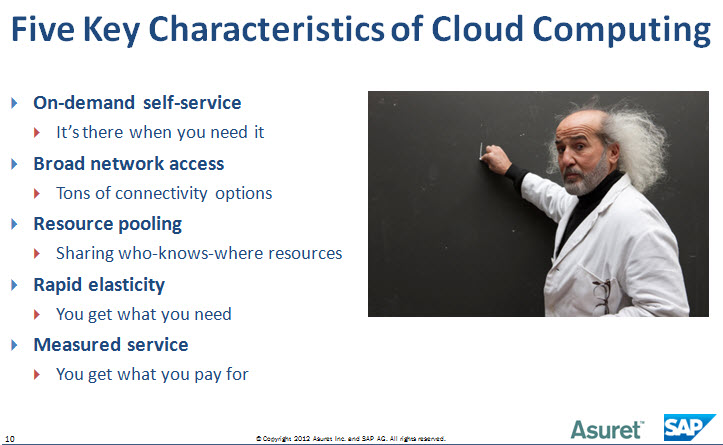 Five Key Characteristics of Cloud Computing
On-demand self-service
It's there when you need it
Broad network access
Tons of connectivity options
Resource pooling
Sharing who-knows-where resources
Rapid elasticity
You get what you need
Measured service
You get what you pay for
10
© Copyright 2012 Asuret Inc. and SAP AG. All rights reserved.
Asuret™
SAP